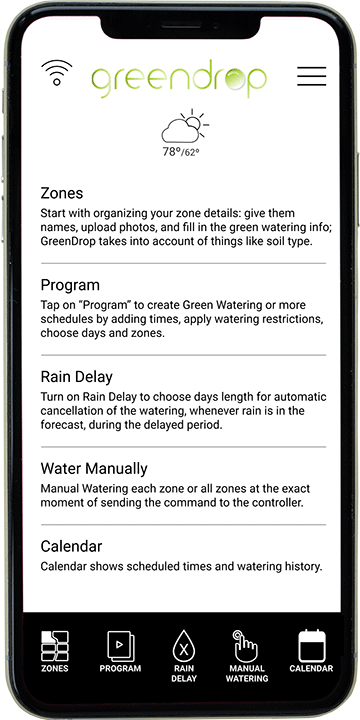 greendrop
78°/62°
Zones
Start with organizing your zone details: give them
names, upload photos, and fill in the green watering info;
GreenDrop takes into account of things like soil type.
Program
Tap on “Program” to create Green Watering or more
schedules by adding times, apply watering restrictions,
choose days and zones.
Rain Delay
Turn on Rain Delay to choose days length for automatic
cancellation of the watering, whenever rain is in the
forecast, during the delayed period.
Water Manually
Manual Watering each zone or all zones at the exact
moment of sending the command to the controller.
Calendar
Calendar shows scheduled times and watering history.
ZONES PROGRAM RAIN MANUAL CALENDAR
DELAY WATERING